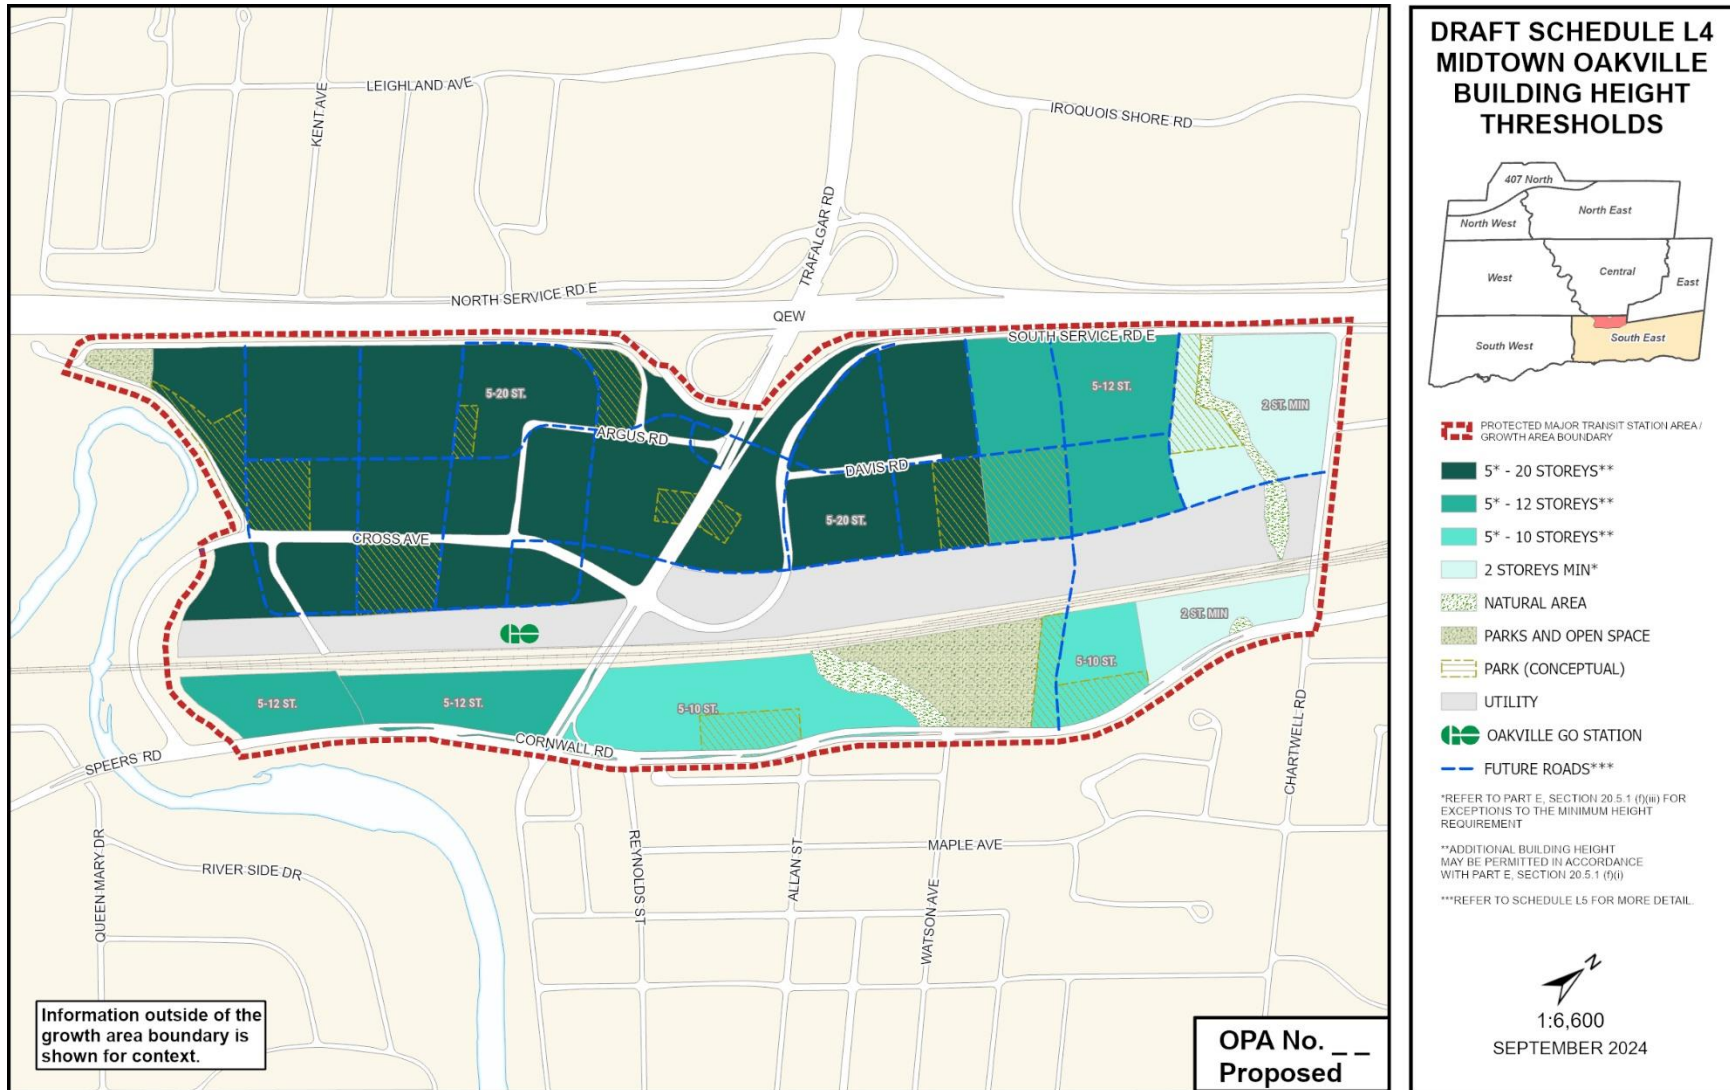 LEIGHLAND AVE
KENT AVE
IROQUOIS SHORE RD
TRAFALGAR RD
NORTH SERVICE RD E
QEW
SOUTH SERVICE RD E
5-20 ST.
5-12 ST.
2 ST. MIN
ARGUS RD
DAVIS RD
5-20 ST.
CROSS AVE
GO
2 ST. MIN
5-10 ST.
5-12 ST.
5-12 ST.
5-10 ST.
CORNWALL RD
SPEERS RD
CHARTWELL RD
QUEEN MARY DR
RIVER SIDE DR
REYNOLDS ST
ALLAN ST
WATSON AVE
MAPLE AVE
Information outside of the
growth area boundary is
shown for context.
OPA No. _ _
Proposed
DRAFT SCHEDULE L4
MIDTOWN OAKVILLE
BUILDING HEIGHT
THRESHOLDS
407 North
North West
North East
West
Central
East
South West
South East
PROTECTED MAJOR TRANSIT STATION AREA /
GROWTH AREA BOUNDARY
5* - 20 STOREYS**
5* - 12 STOREYS**
5* - 10 STOREYS**
2 STOREYS MIN*
NATURAL AREA
PARKS AND OPEN SPACE
PARK (CONCEPTUAL)
UTILITY
GO OAKVILLE GO STATION
FUTURE ROADS***
*REFER TO PART E, SECTION 20.5.1 (f)(iii) FOR
EXCEPTIONS TO THE MINIMUM HEIGHT
REQUIREMENT
**ADDITIONAL BUILDING HEIGHT
MAY BE PERMITTED IN ACCORDANCE
WITH PART E, SECTION 20.5.1 (f)(i)
***REFER TO SCHEDULE L5 FOR MORE DETAIL.
N
1:6,600
SEPTEMBER 2024